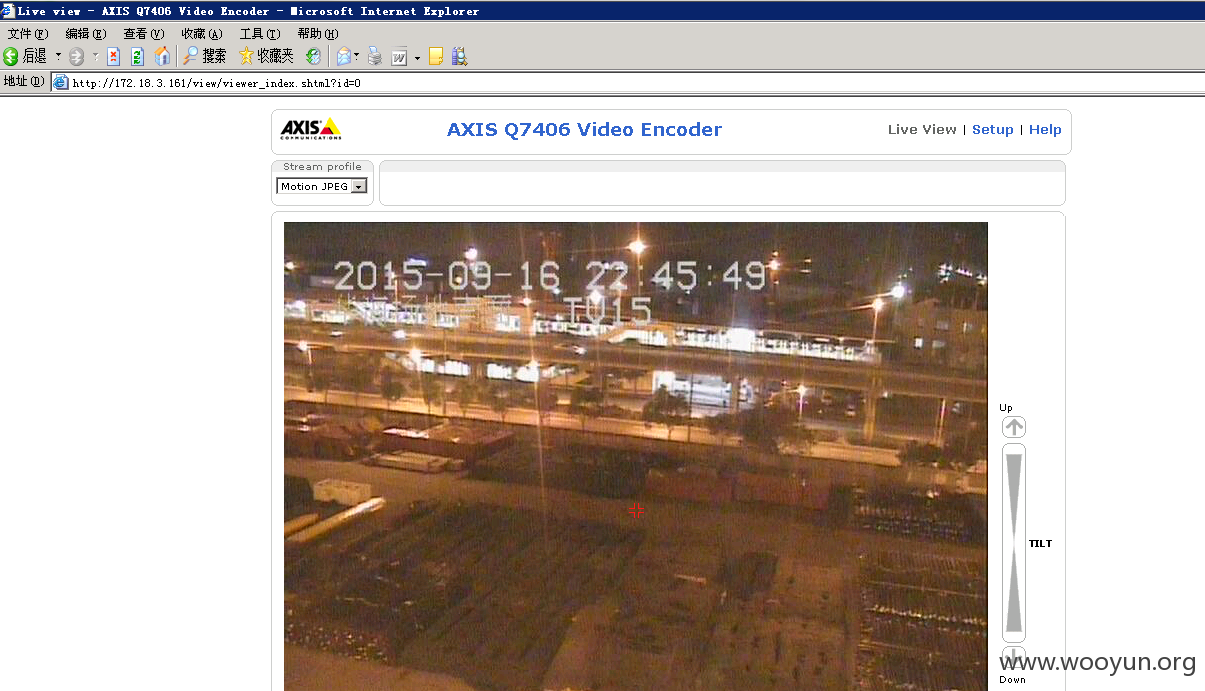 Live view - AXIS Q7406 Video Encoder - Microsoft Internet Explorer
文件(F) 编辑(E) 查看(V) 收藏(A) 工具(T) 帮助(H)
后退 搜索 收藏夹
地址(D) http://172.18.3.161/view/viewer_index.shtml?id=0
AXIS COMMUNICATIONS
AXIS Q7406 Video Encoder
Live View | Setup | Help
Stream profile
Motion JPEG
2015-09-16 22:45:49
TV15
Up
TILT
Down
www.wooyun.org